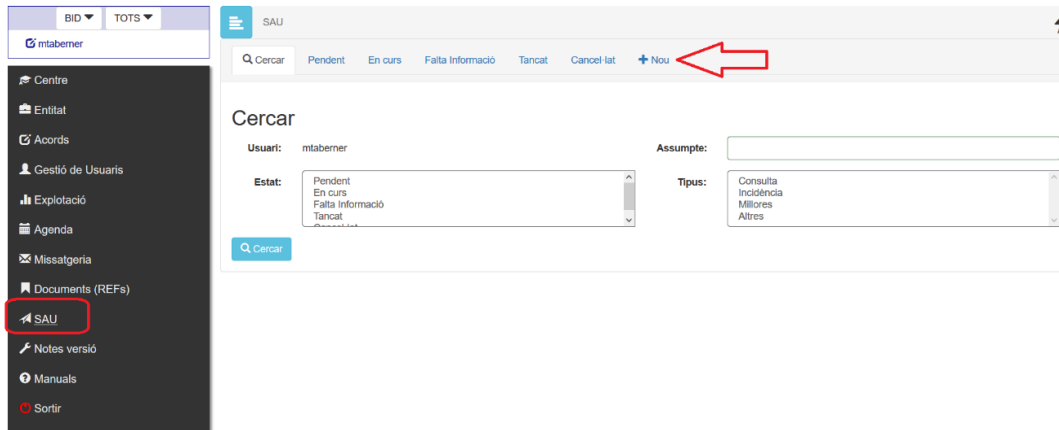 BID TOTS
mtaberner
Centre
Entitat
Acords
Gestió de Usuaris
Explotació
Agenda
Missatgeria
Documents (REFs)
SAU
Notes versió
Manuals
Sortir
SAU
Cercar Pendent En curs Falta Informació Tancat Cancel·lat + Nou
Cercar
Usuari: mtaberner Assumpte:
Estat: Pendent
En curs
Falta Informació
Tancat
Tipus: Consulta
Incidència
Millores
Altres
Cercar